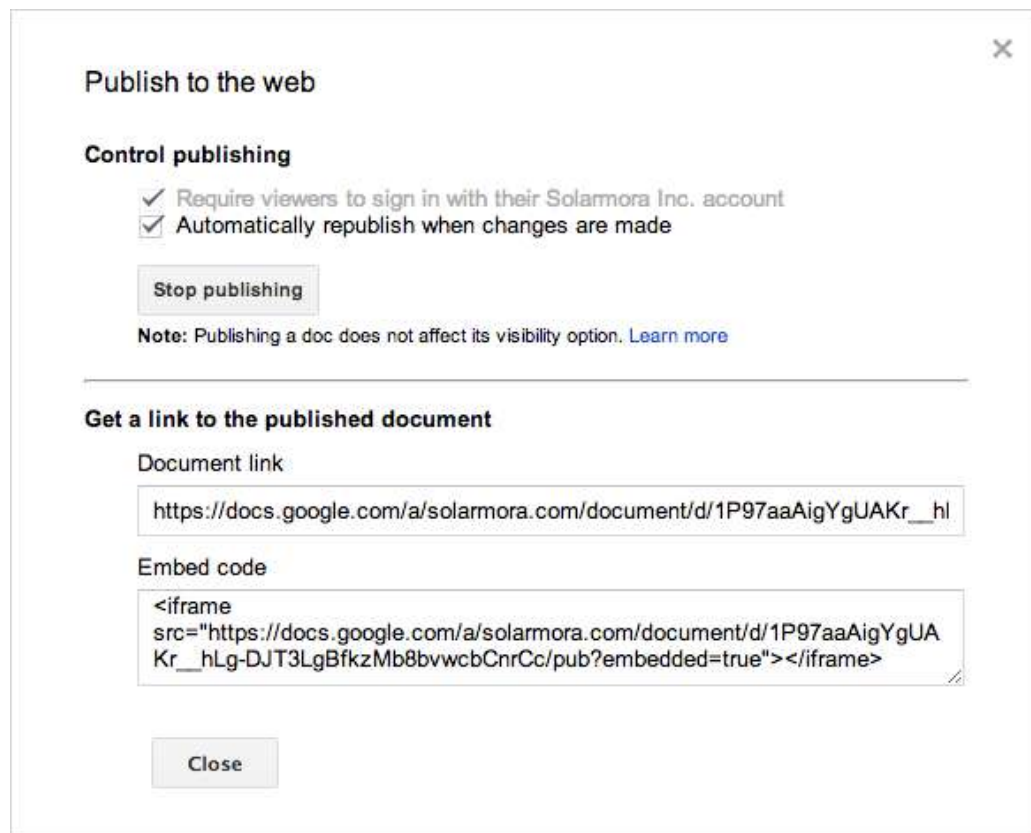 Publish to the web
Control publishing
Require viewers to sign in with their Solarmora Inc. account
Automatically republish when changes are made
Stop publishing
Note: Publishing a doc does not affect its visibility option. Learn more
Get a link to the published document
Document link
https://docs.google.com/a/solarmora.com/document/d/1P97aaAigYgUAKr__hl
Embed code
<iframe
src="https://docs.google.com/a/solarmora.com/document/d/1P97aaAigYgUA
Kr__hLg-DJT3LgBfkzMb8bvwcbCnrCc/pub?embedded=true"></iframe>
Close